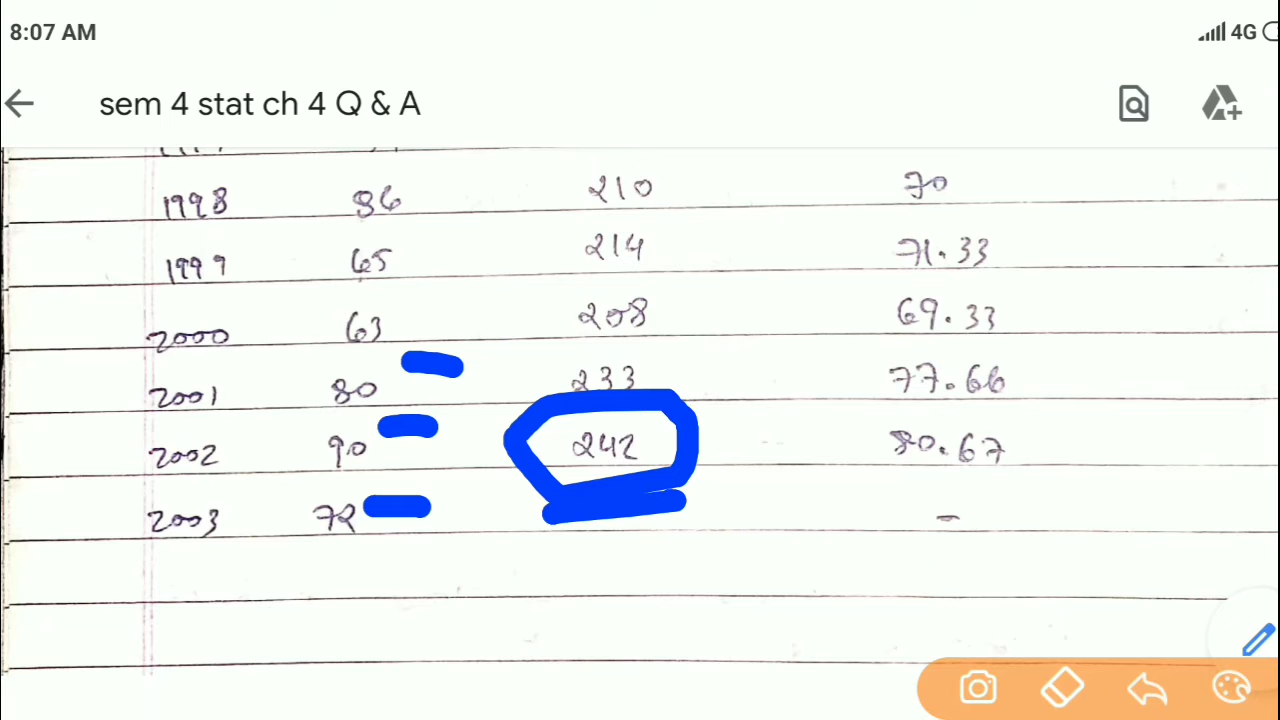 8:07 AM 4G
sem 4 stat ch 4 Q & A
1998 86 210 70
1999 65 214 71.33
2000 63 208 69.33
2001 80 233 77.66
2002 90 242 80.67
2003 72 -